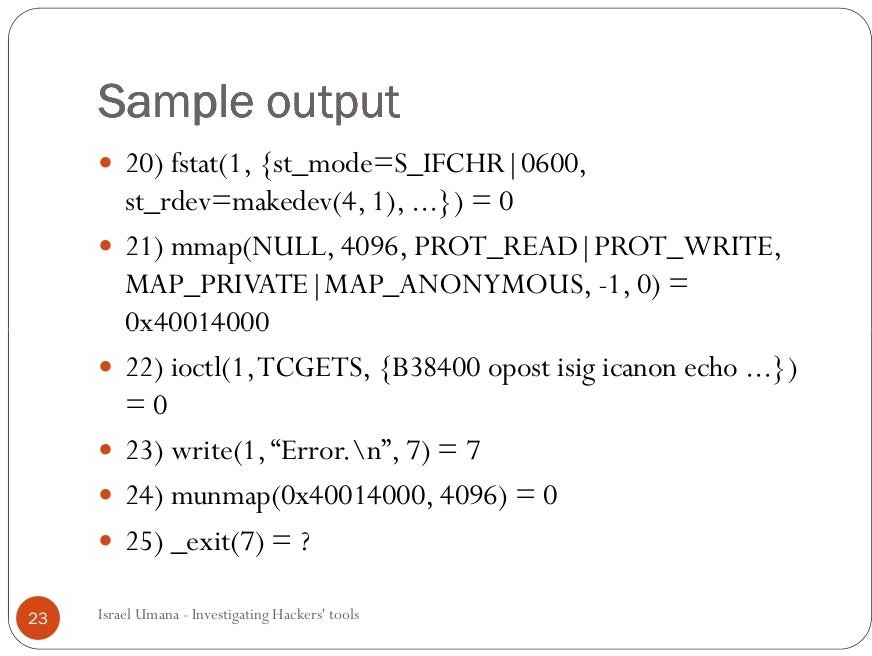 Sample output
• 20) fstat(1, {st_mode=S_IFCHR|0600,
st_rdev=makedev(4, 1), ...}) = 0
• 21) mmap(NULL, 4096, PROT_READ|PROT_WRITE,
MAP_PRIVATE|MAP_ANONYMOUS, -1, 0) =
0x40014000
• 22) ioctl(1, TCGETS, {B38400 opost isig icanon echo ...})
= 0
• 23) write(1, “Error.\n”, 7) = 7
• 24) munmap(0x40014000, 4096) = 0
• 25) _exit(7) = ?
23
Israel Umana - Investigating Hackers' tools